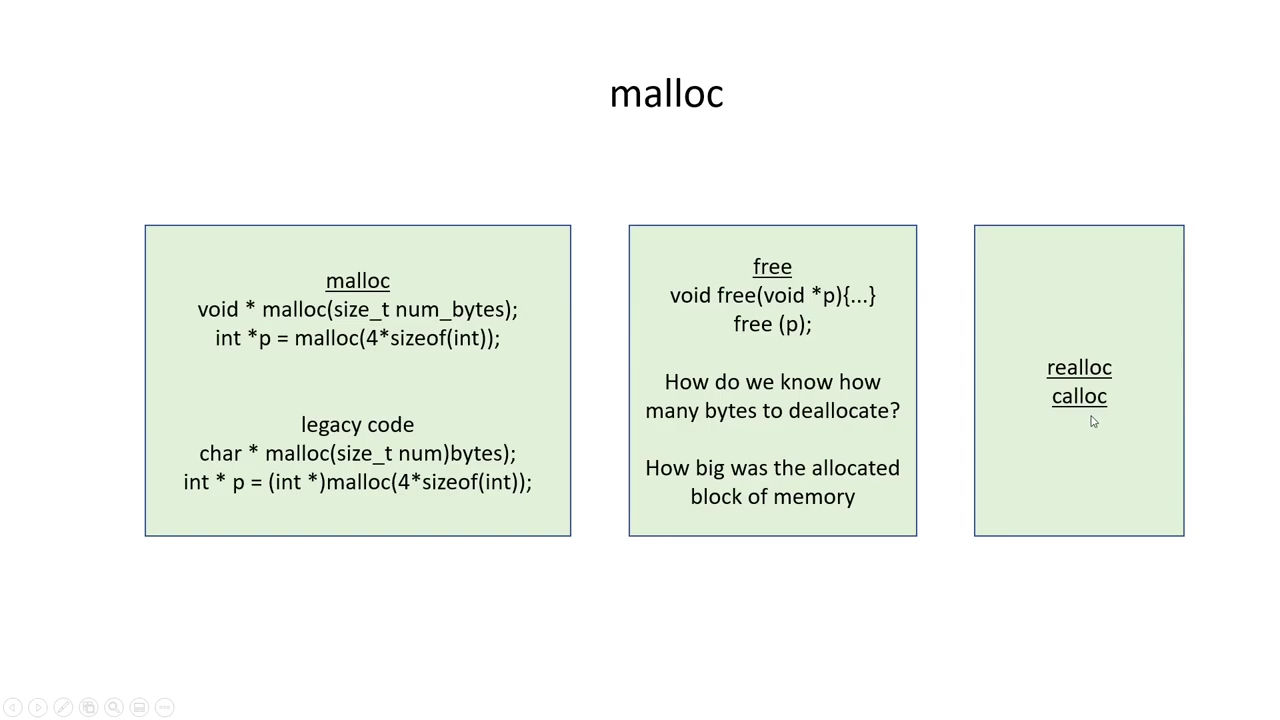 malloc
malloc
void * malloc(size_t num_bytes);
int *p = malloc(4*sizeof(int));
legacy code
char * malloc(size_t num)bytes);
int * p = (int *)malloc(4*sizeof(int));
free
void free(void *p){...}
free (p);
How do we know how
many bytes to deallocate?
How big was the allocated
block of memory
realloc
calloc